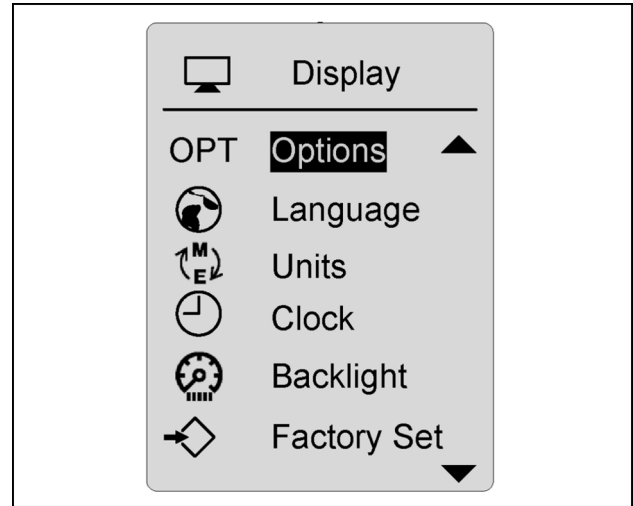 Display
OPT Options
Language
M
E Units
Clock
Backlight
Factory Set